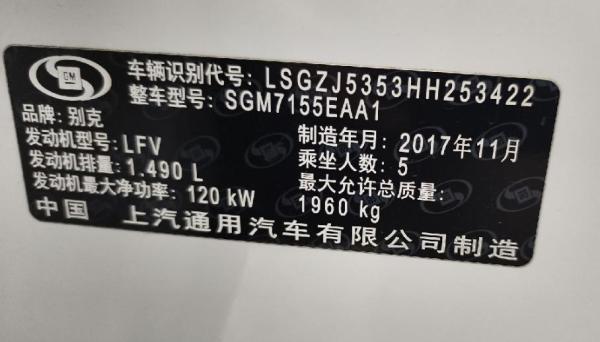 GM
车辆识别代号: LSGZJ5353HH253422
整车型号: SGM7155EAA1
品牌: 别克
发动机型号: LFV
制造年月: 2017年11月
发动机排量: 1.490 L
乘坐人数: 5
发动机最大净功率: 120 kW
最大允许总质量:
1960 kg
中国 上汽通用汽车有限公司制造